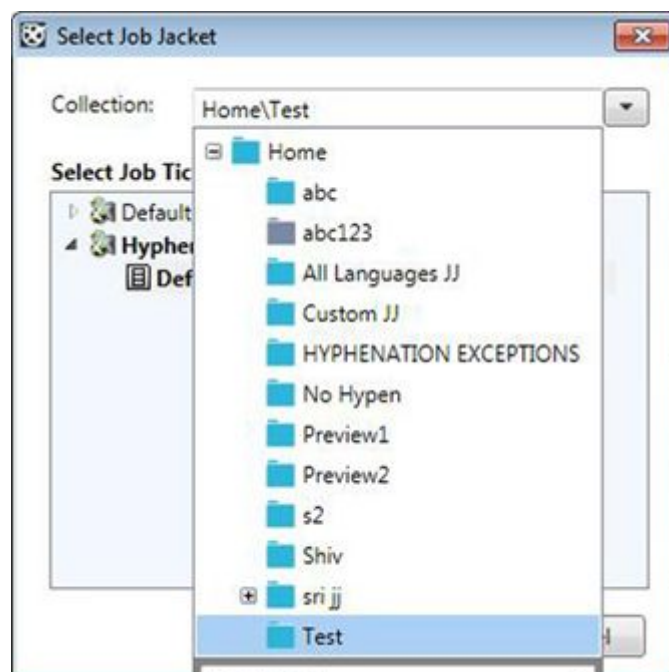 Select Job Jacket
Collection:
Home\Test
Home
Select Job Tic
abc
Default
abc123
Hyphe
All Languages JJ
Def
Custom JJ
HYPHENATION EXCEPTIONS
No Hypen
Preview1
Preview2
s2
Shiv
sri jj
Test